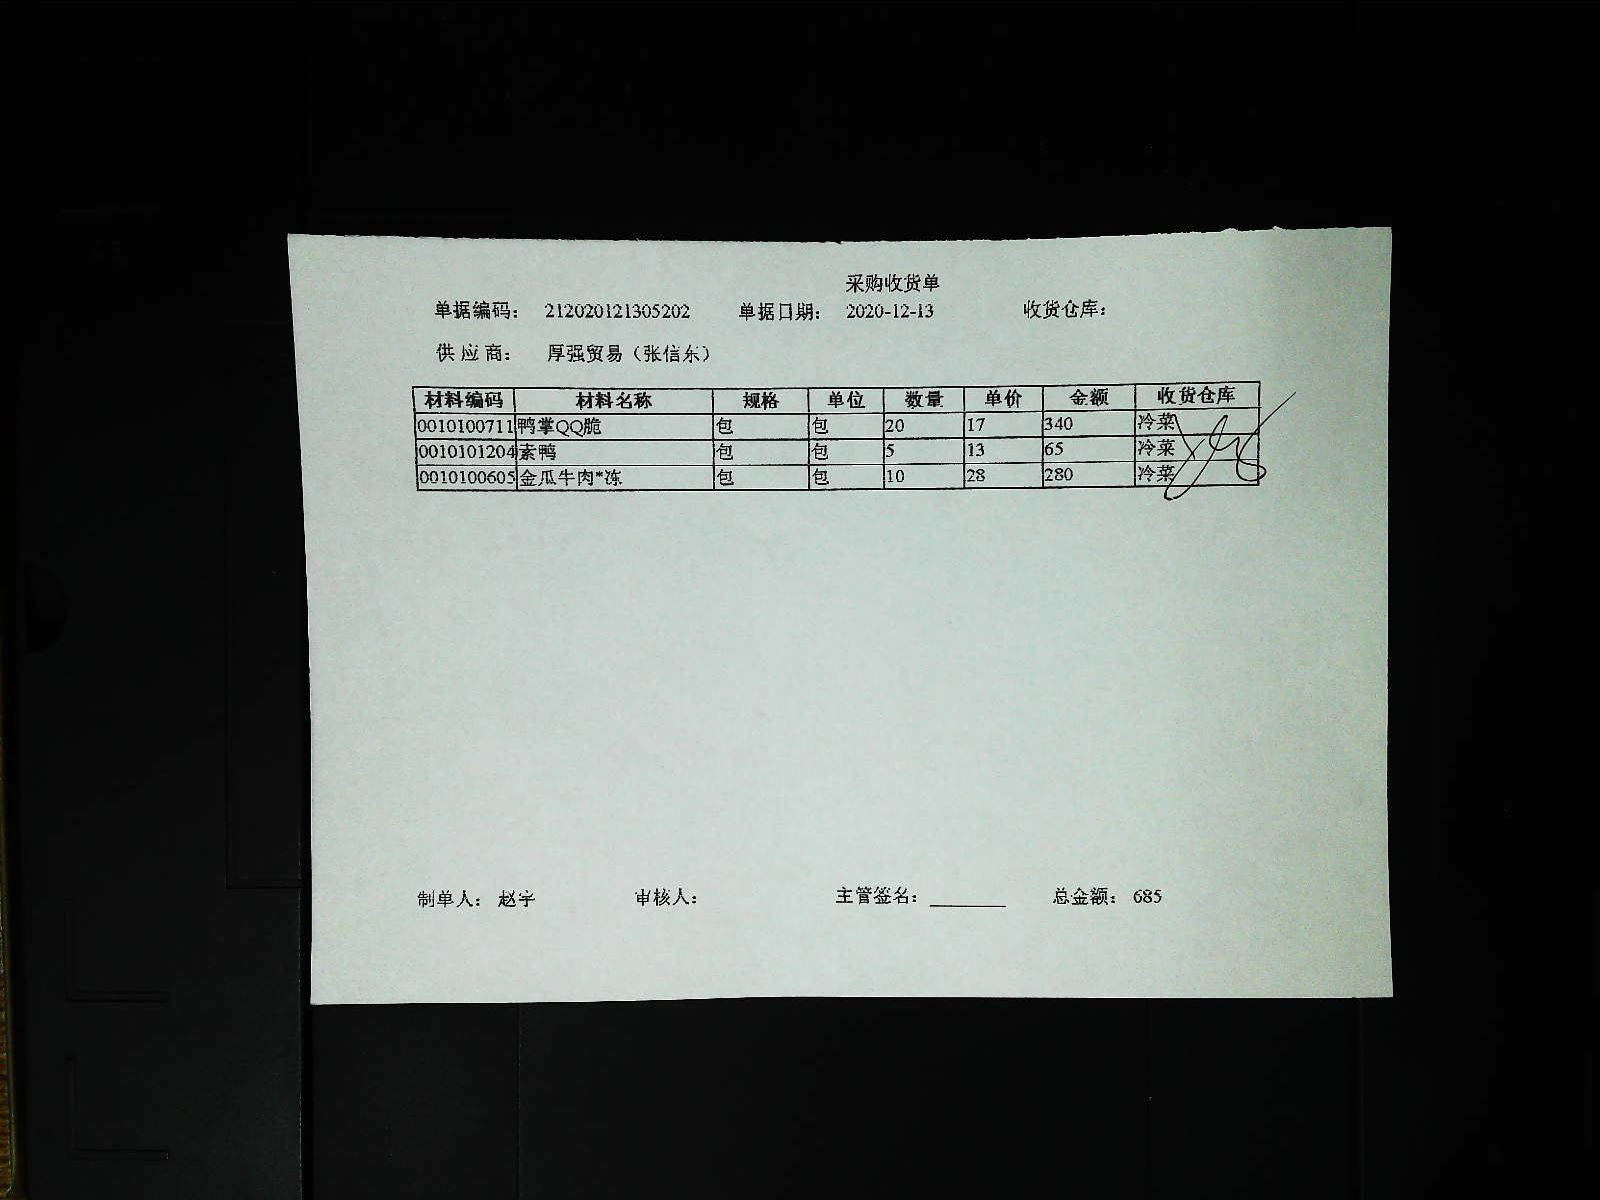 采购收货单
单据编码： 212020121305202 单据日期： 2020-12-13 收货仓库：
供 应 商： 厚强贸易（张信东）
材料编码 材料名称 规格 单位 数量 单价 金额 收货仓库
0010100711 鸭掌QQ脆 包 包 20 17 340 冷菜
0010101204 素鸭 包 包 5 13 65 冷菜
0010100605 金瓜牛肉*冻 包 包 10 28 280 冷菜
制单人： 赵宇 审核人： 主管签名： 总金额： 685